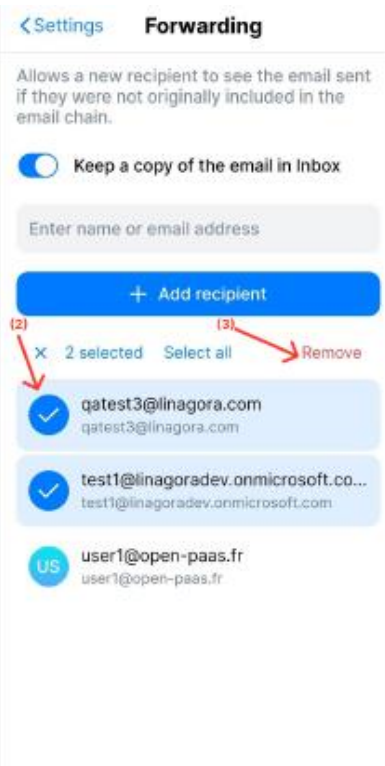 Settings Forwarding
Allows a new recipient to see the email sent
if they were not originally included in the
email chain.
Keep a copy of the email in Inbox
Enter name or email address
+ Add recipient
(2) (3)
× 2 selected Select all Remove
qatest3@linagora.com
qatest3@linagora.com
test1@linagoradev.onmicrosoft.co...
test1@linagoradev.onmicrosoft.com
US user1@open-paas.fr
user1@open-paas.fr